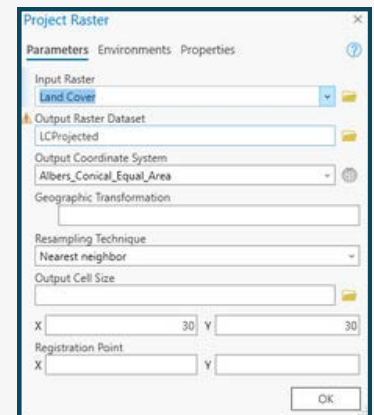 Project Raster
Parameters Environments Properties
Input Raster
Land Cover
Output Raster Dataset
LCProjected
Output Coordinate System
Albers_Conical_Equal_Area
Geographic Transformation
Resampling Technique
Nearest neighbor
Output Cell Size
X 30 Y 30
Registration Point
X Y
OK